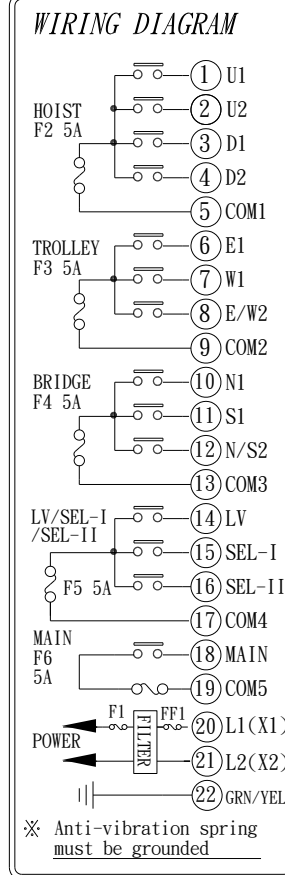 WIRING DIAGRAM
HOIST
F2 5A
1 U1
2 U2
3 D1
4 D2
5 COM1
TROLLEY
F3 5A
6 E1
7 W1
8 E/W2
9 COM2
BRIDGE
F4 5A
10 N1
11 S1
12 N/S2
13 COM3
LV/SEL-I
/SEL-II
F5 5A
14 LV
15 SEL-I
16 SEL-II
17 COM4
MAIN
F6
5A
18 MAIN
19 COM5
POWER
F1
FILTER
FF1
20 L1(X1)
21 L2(X2)
22 GRN/YEL
※ Anti-vibration spring
must be grounded